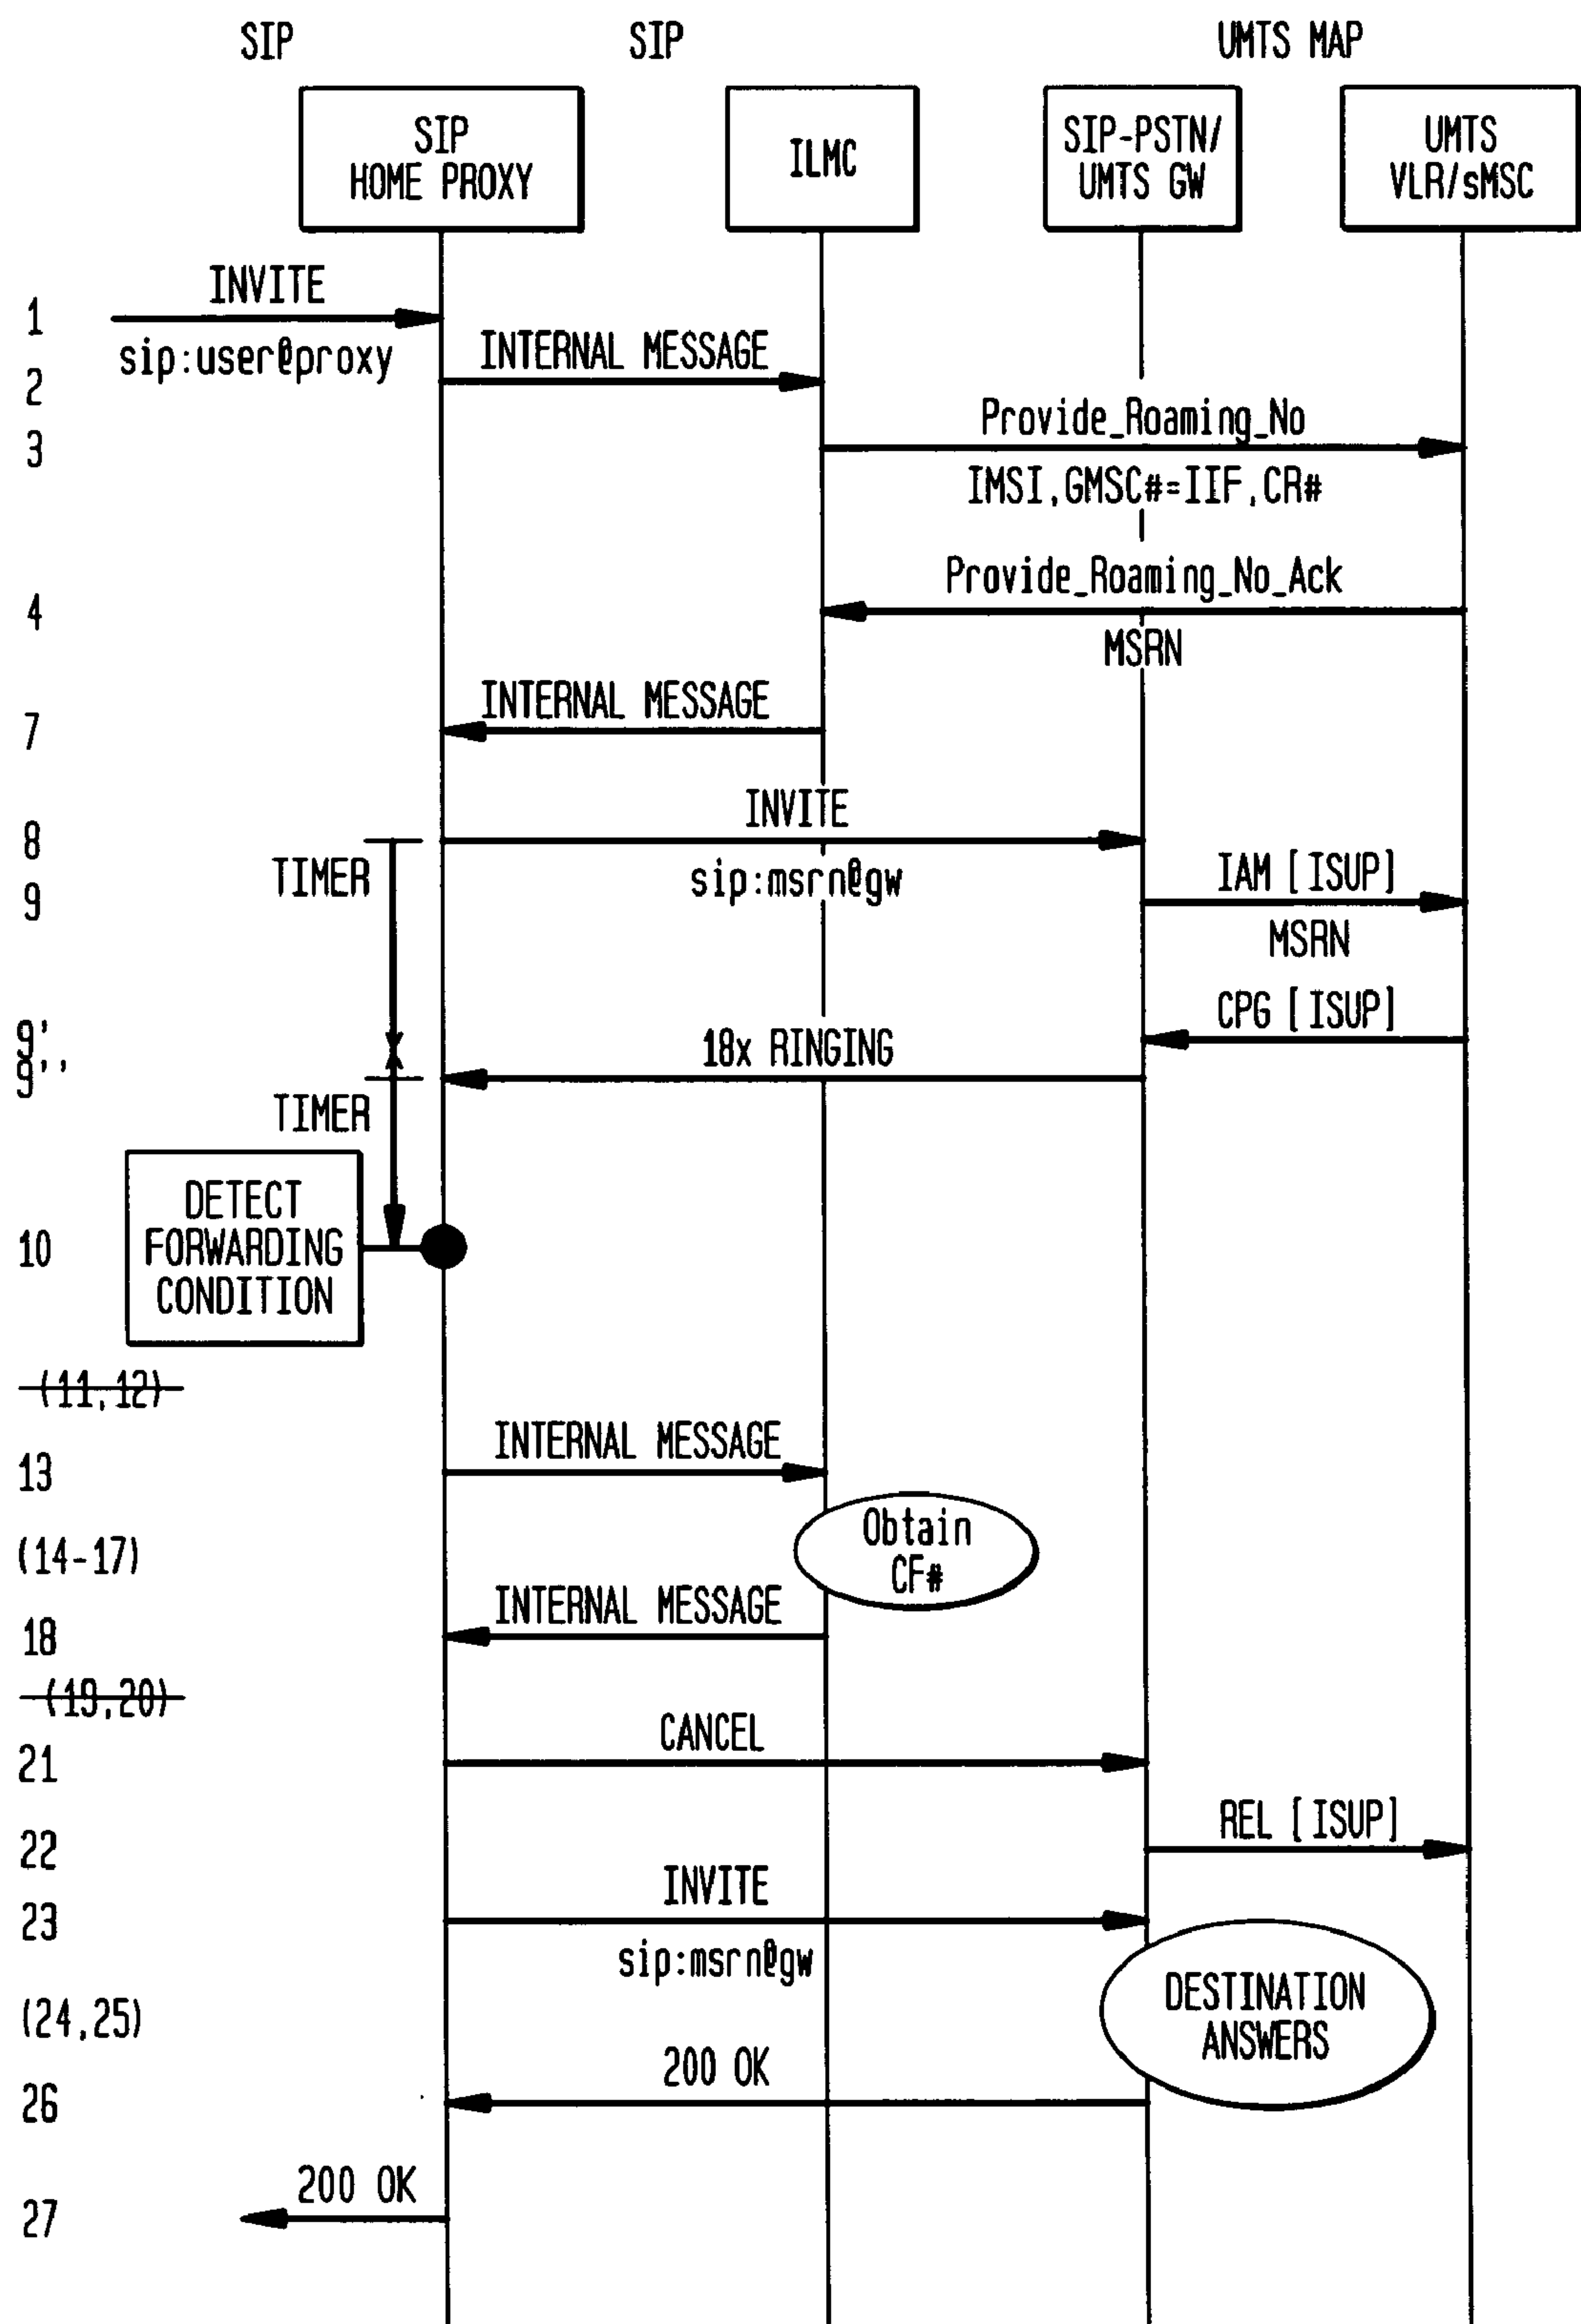 SIP SIP UMTS MAP
SIP
HOME PROXY
ILMC
SIP-PSTN/
UMTS GW
UMTS
VLR/sMSC
1
INVITE
sip:user@proxy
2
INTERNAL MESSAGE
3
Provide_Roaming_No
IMSI,GMSC#=IIF,CR#
4
Provide_Roaming_No_Ack
MSRN
7
INTERNAL MESSAGE
8
INVITE
sip:msrn@gw
TIMER
9
IAM [ISUP]
MSRN
9'
CPG [ISUP]
9''
18x RINGING
TIMER
10
DETECT
FORWARDING
CONDITION
(11,12)
13
INTERNAL MESSAGE
(14-17)
Obtain
CF#
18
INTERNAL MESSAGE
(19,20)
21
CANCEL
22
REL [ISUP]
23
INVITE
sip:msrn@gw
(24,25)
DESTINATION
ANSWERS
26
200 OK
27
200 OK